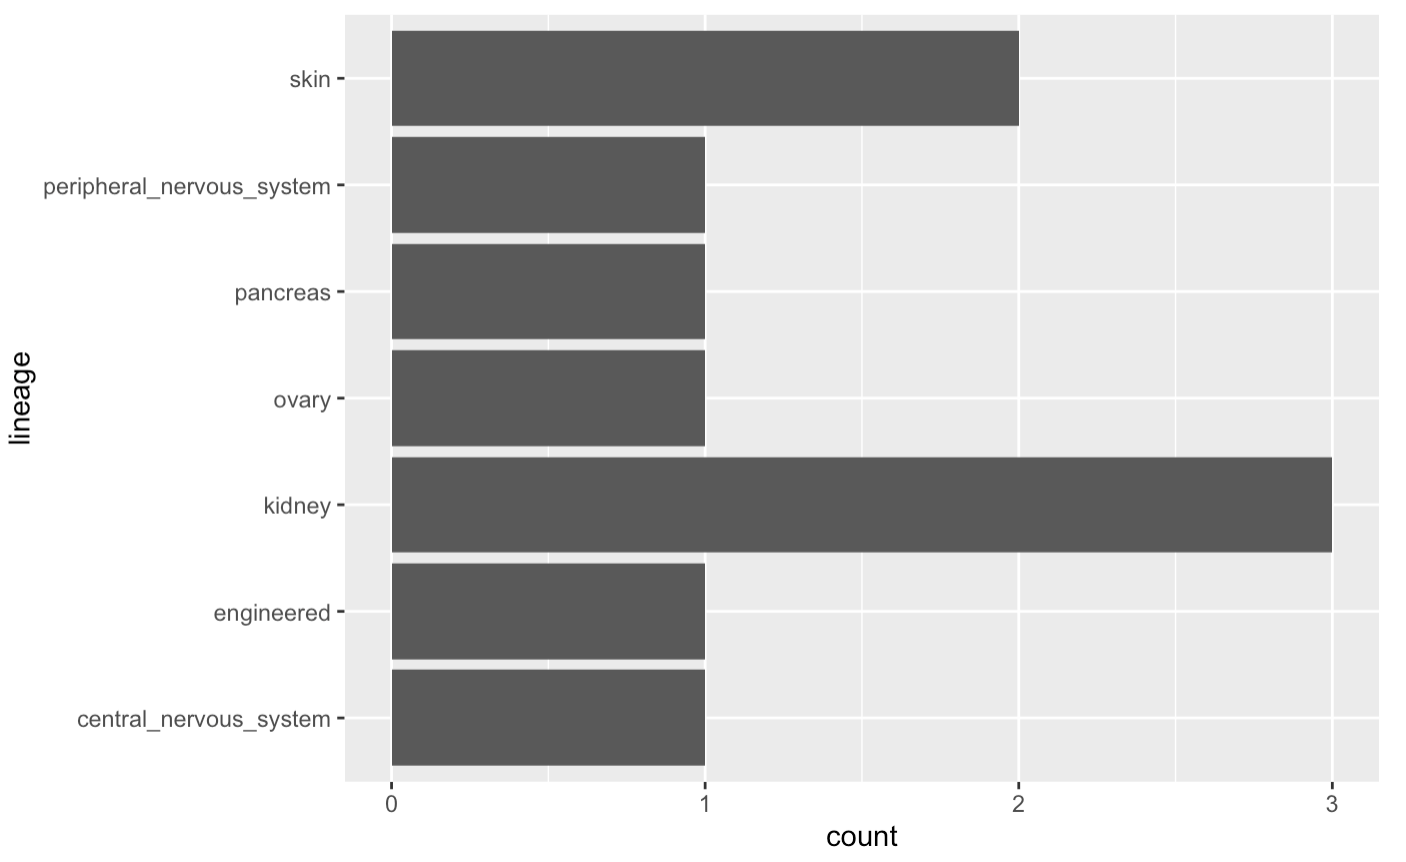 skin
peripheral_nervous_system
pancreas
ovary
kidney
engineered
central_nervous_system
lineage
0 1 2 3
count